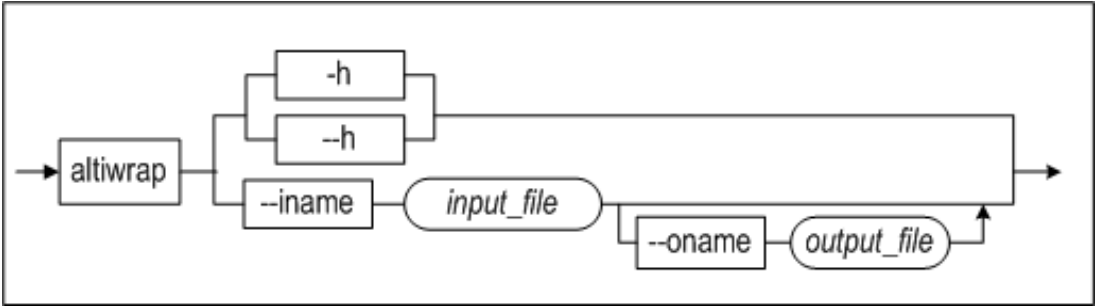 -h
--h
altiwrap
--iname
input_file
--oname
output_file